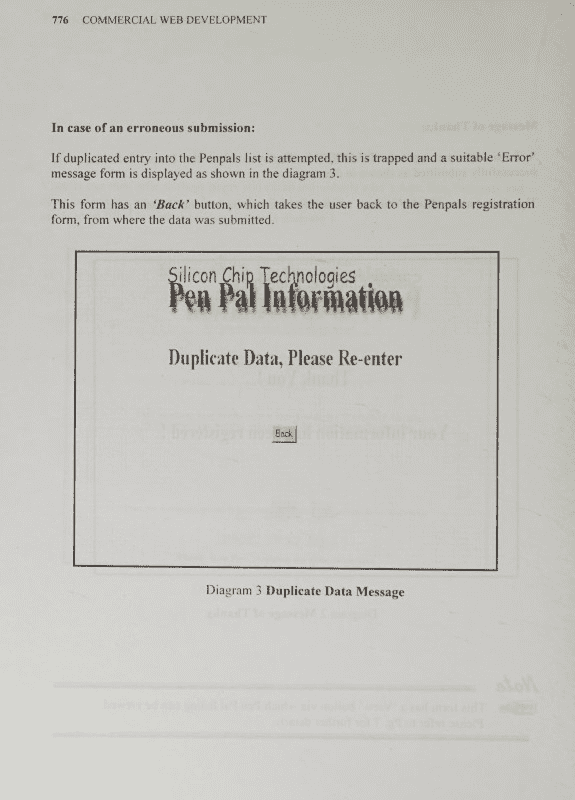 776 COMMERCIAL WEB DEVELOPMENT
In case of an erroneous submission:
If duplicated entry into the Penpals list is attempted, this is trapped and a suitable 'Error'
message form is displayed as shown in the diagram 3.
This form has an 'Back' button, which takes the user back to the Penpals registration
form, from where the data was submitted.
Silicon Chip Technologies
Pen Pal Information
Duplicate Data, Please Re-enter
Back
Diagram 3 Duplicate Data Message